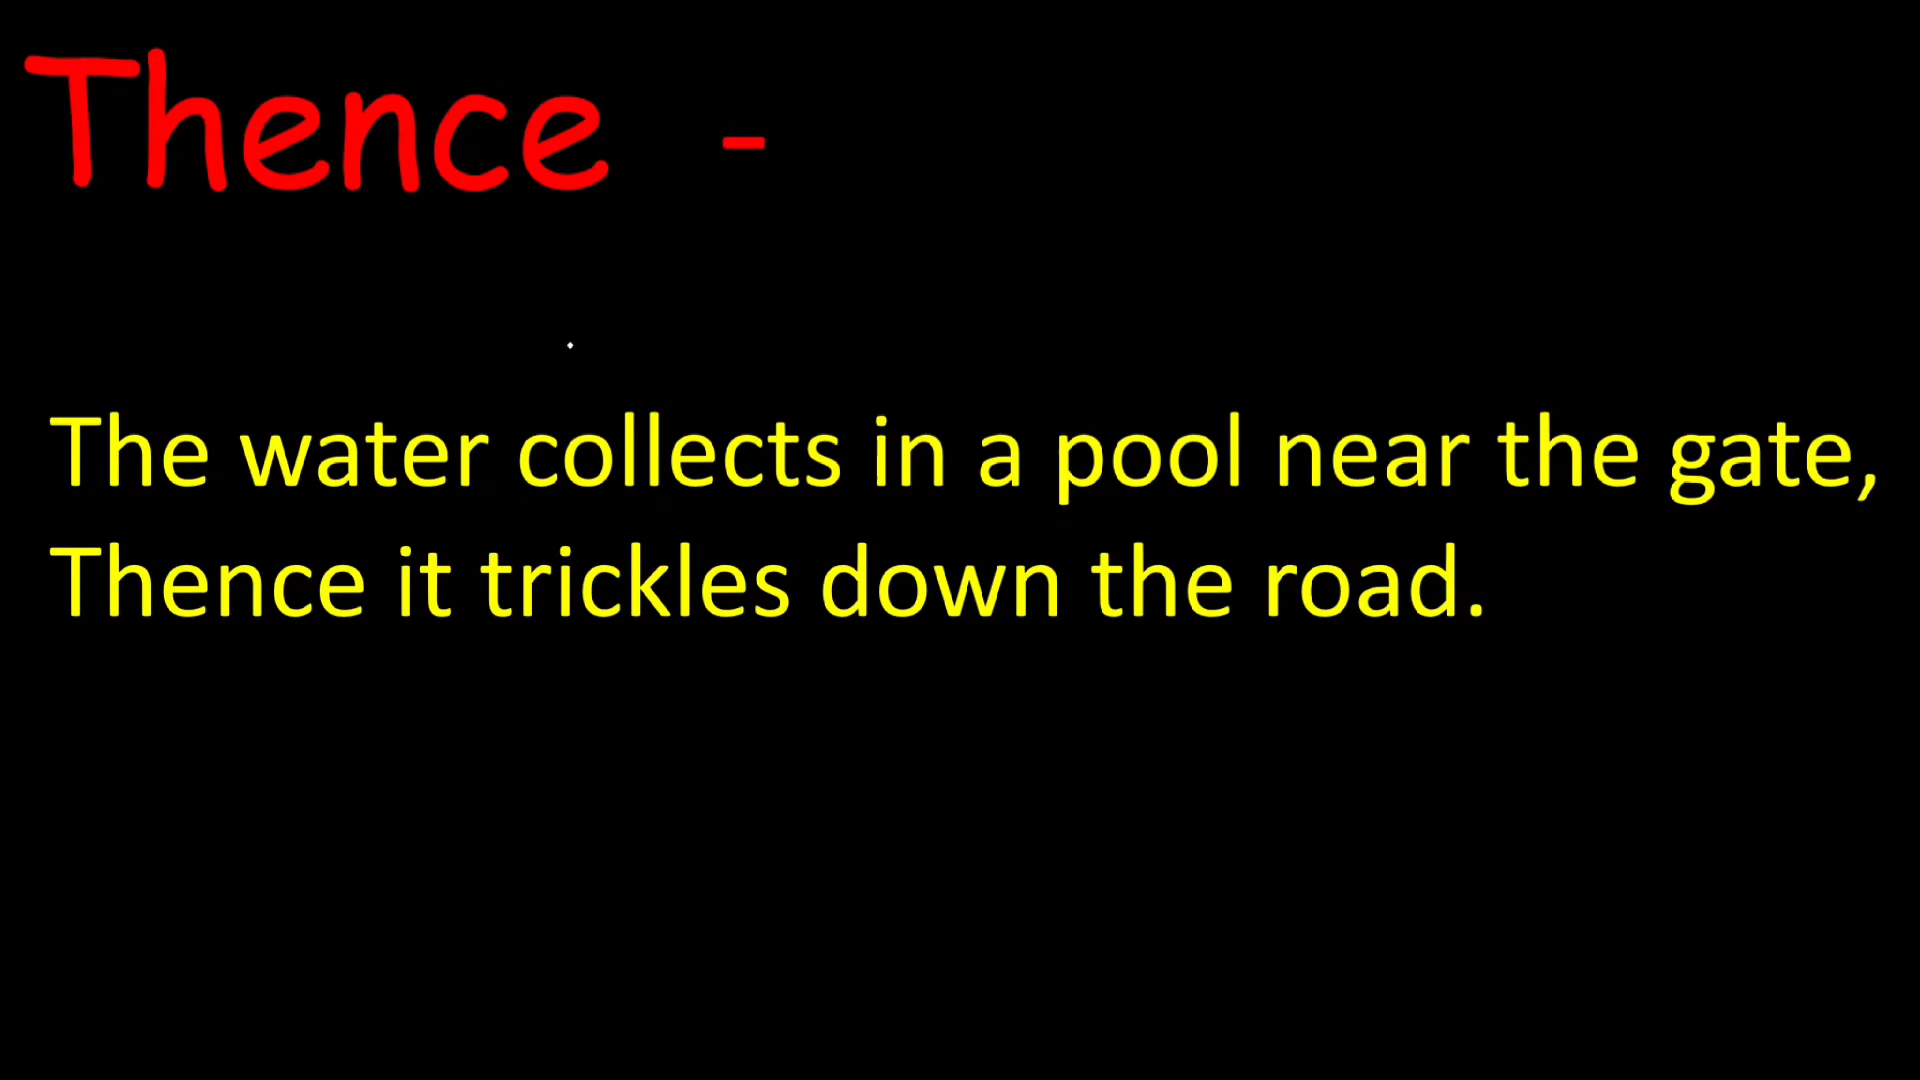 Thence -
The water collects in a pool near the gate,
Thence it trickles down the road.